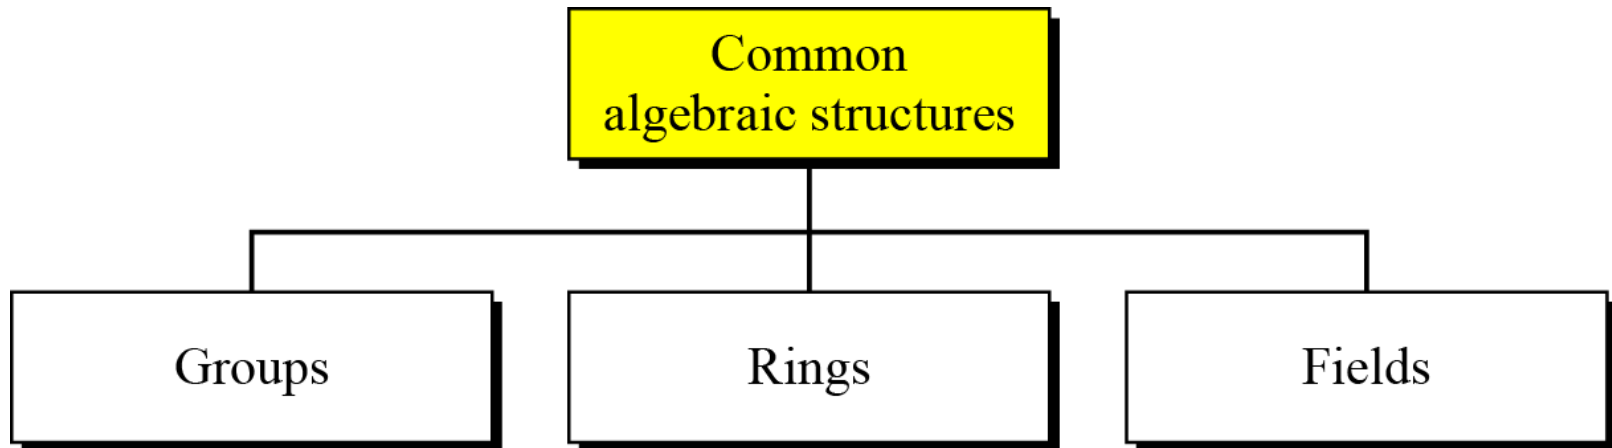 Common
algebraic structures
Groups
Rings
Fields